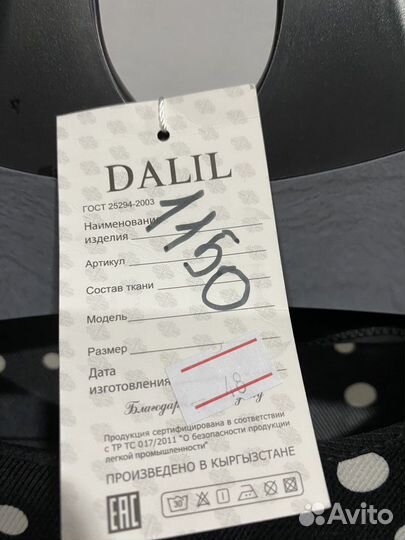 DALIL
ГОСТ 25294-2003
Наименование
изделия
1150
Артикул
Состав ткани
Модель
Размер
Дата
изготовления
Продукция сертифицирована в соответствии
с ТР ТС 017/2011 "О безопасности продукции
легкой промышленности"
ПРОИЗВЕДЕНО В КЫРГЫЗСТАНЕ
EAC
30
Avito